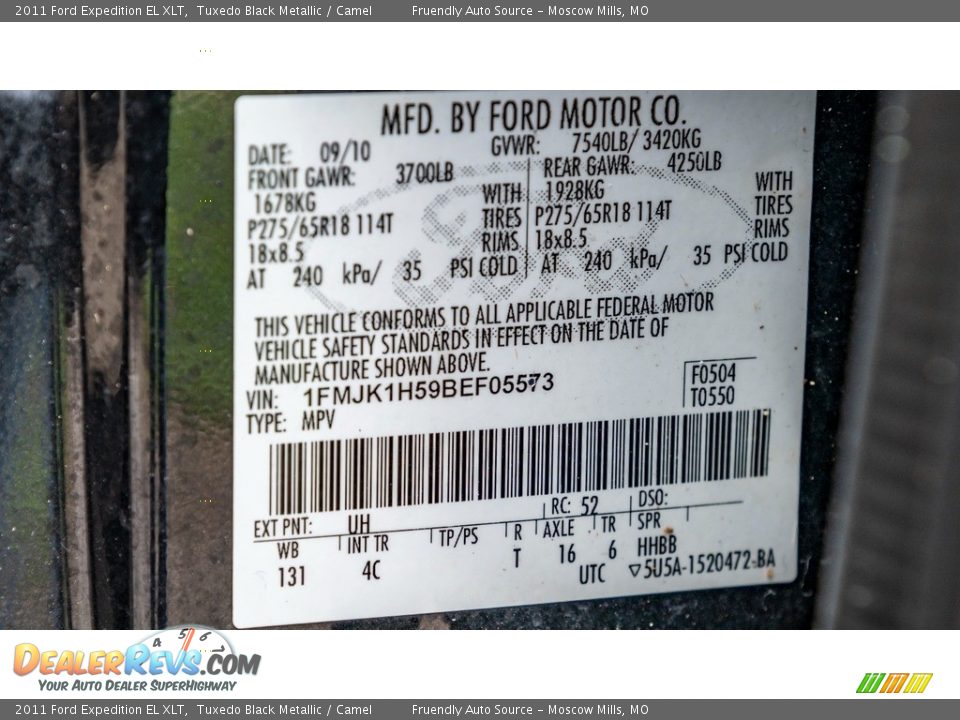 2011 Ford Expedition EL XLT, Tuxedo Black Metallic / Camel Fruendly Auto Source - Moscow Mills, MO
MFD. BY FORD MOTOR CO.
DATE: 09/10 GVWR: 7540LB/ 3420KG
FRONT GAWR: 3700LB REAR GAWR: 4250LB
1678KG WITH 1928KG WITH
P275/65R18 114T TIRES P275/65R18 114T TIRES
18x8.5 RIMS 18x8.5 RIMS
AT 240 kPa/ 35 PSI COLD AT 240 kPa/ 35 PSI COLD
Ford
THIS VEHICLE CONFORMS TO ALL APPLICABLE FEDERAL MOTOR
VEHICLE SAFETY STANDARDS IN EFFECT ON THE DATE OF
MANUFACTURE SHOWN ABOVE.
VIN: 1FMJK1H59BEF05573 F0504
TYPE: MPV T0550
EXT PNT: UH RC: 52 DSO:
WB INT TR TP/PS R AXLE TR SPR
131 4C T 16 6 HHBB
UTC ▽5U5A-1520472-BA
4 5 6
DEALERREVS.COM
YOUR AUTO DEALER SUPERHIGHWAY
2011 Ford Expedition EL XLT, Tuxedo Black Metallic / Camel Fruendly Auto Source - Moscow Mills, MO